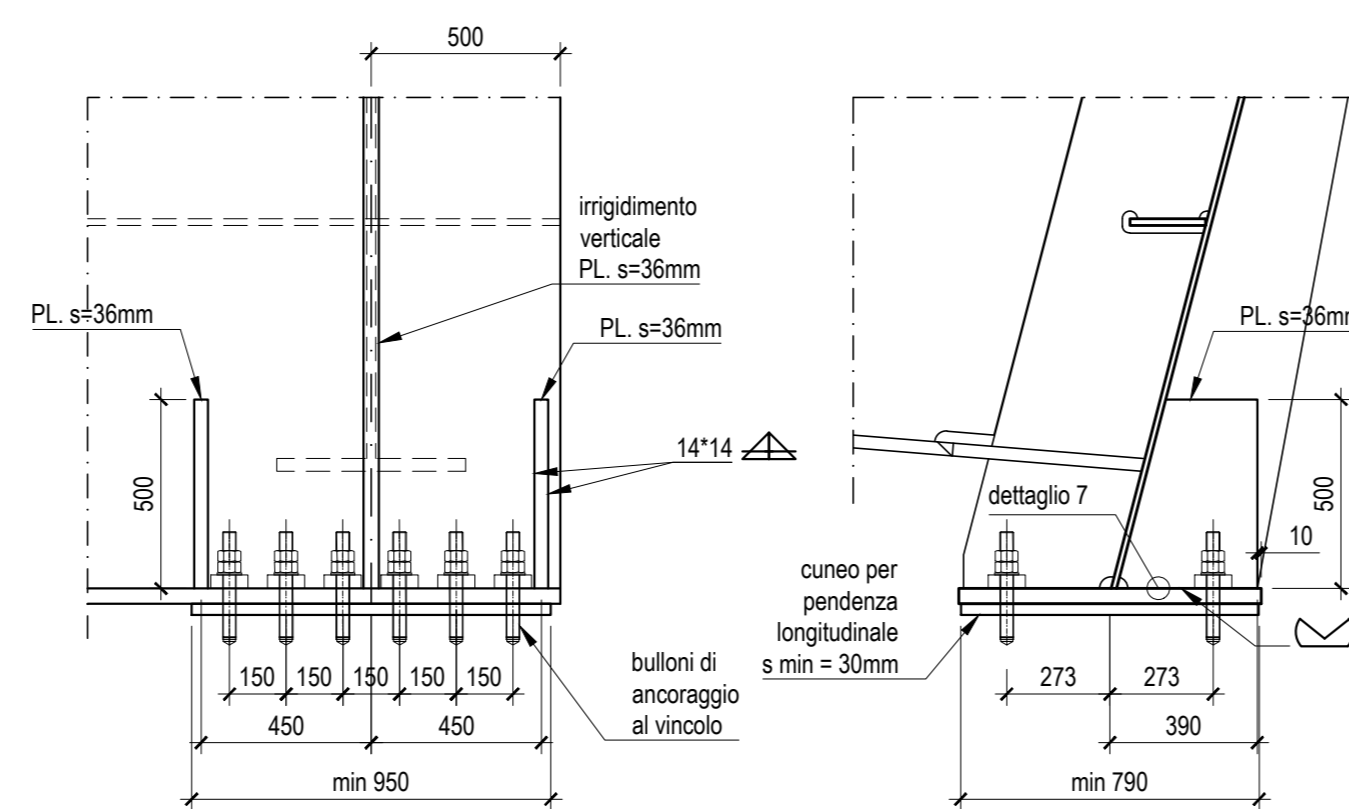 500
irrigidimento
verticale
PL. s=36mm
PL. s=36mm
PL. s=36mm
14*14
500
150
150
150
150
150
450
450
min 950
bulloni di
ancoraggio
al vincolo
PL. s=36mm
dettaglio 7
500
10
cuneo per
pendenza
longitudinale
s min = 30mm
273
273
390
min 790